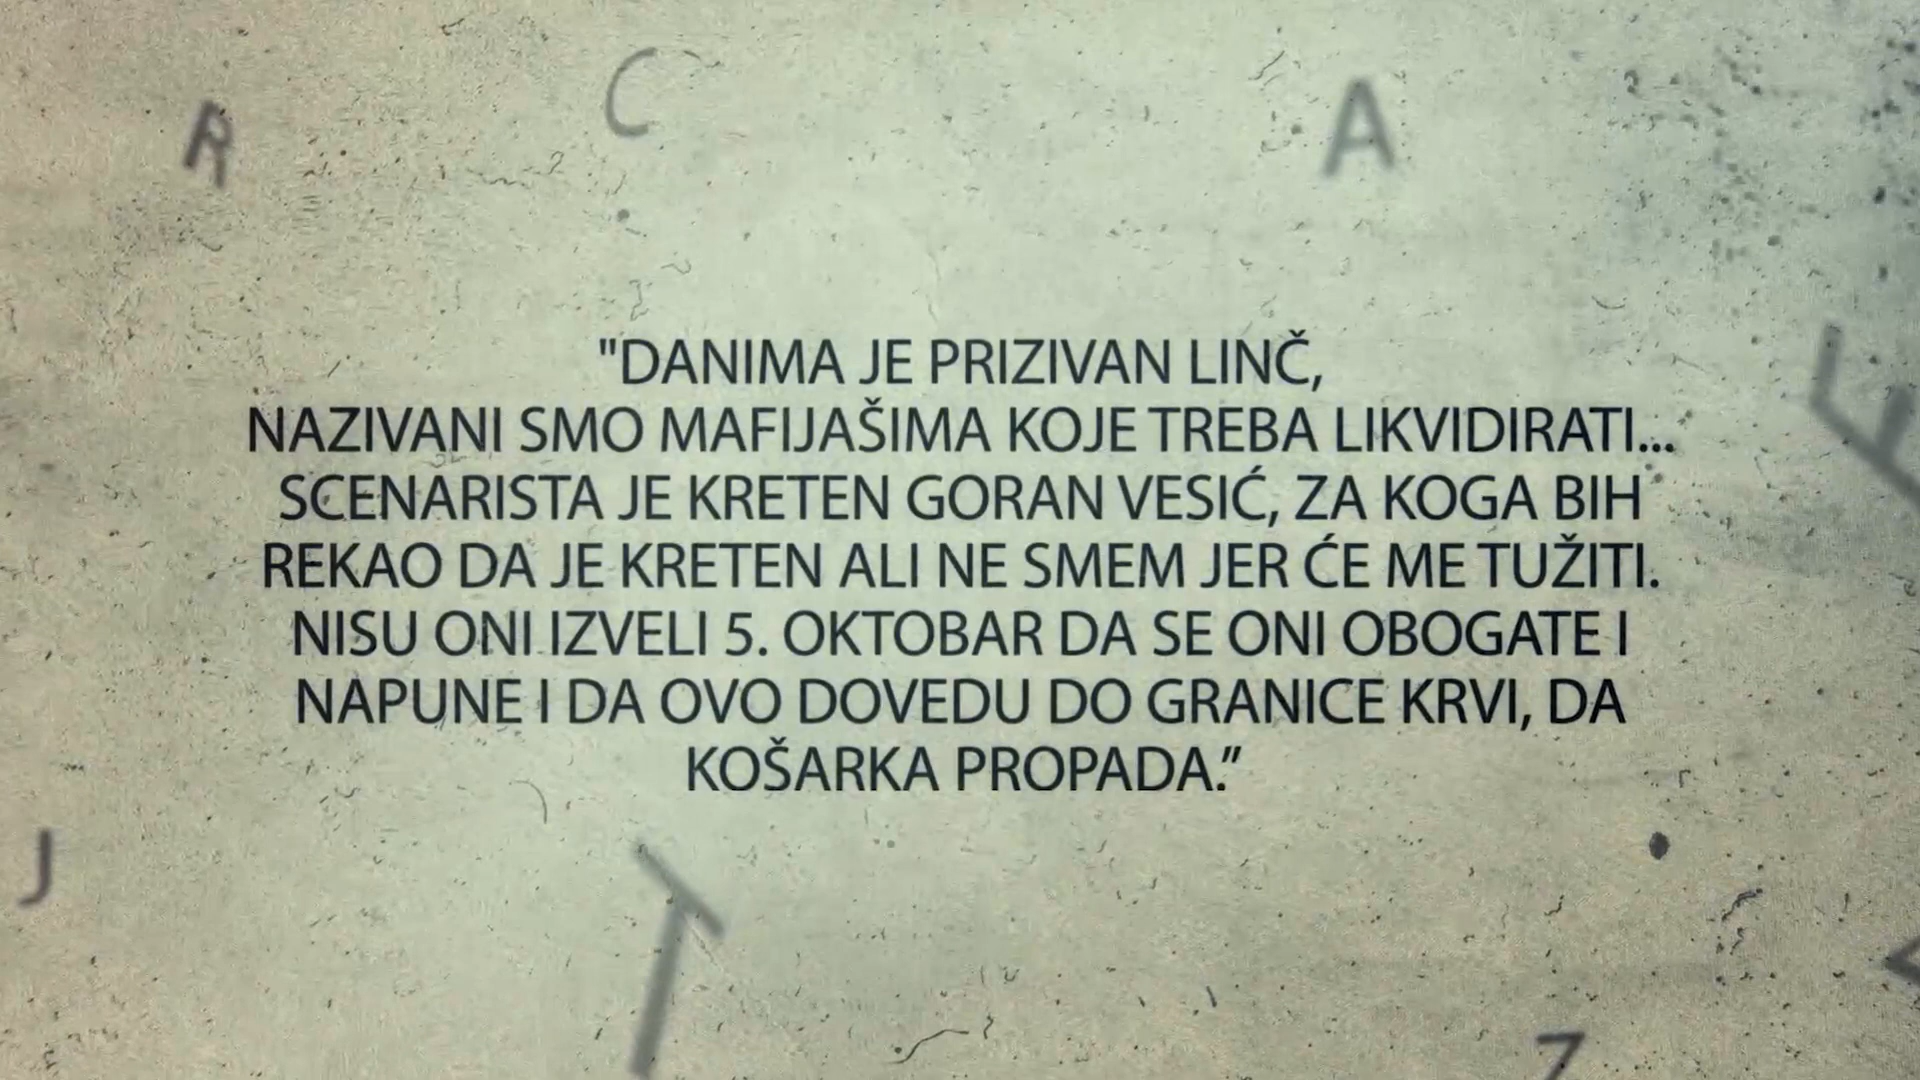 "DANIMA JE PRIZIVAN LINČ,
NAZIVANI SMO MAFIJAŠIMA KOJE TREBA LIKVIDIRATI...
SCENARISTA JE KRETEN GORAN VESIĆ, ZA KOGA BIH
REKAO DA JE KRETEN ALI NE SMEM JER ĆE ME TUŽITI.
NISU ONI IZVELI 5. OKTOBAR DA SE ONI OBOGATE I
NAPUNE I DA OVO DOVEDU DO GRANICE KRVI, DA
KOŠARKA PROPADA.”
R
C
A
J
T
Z